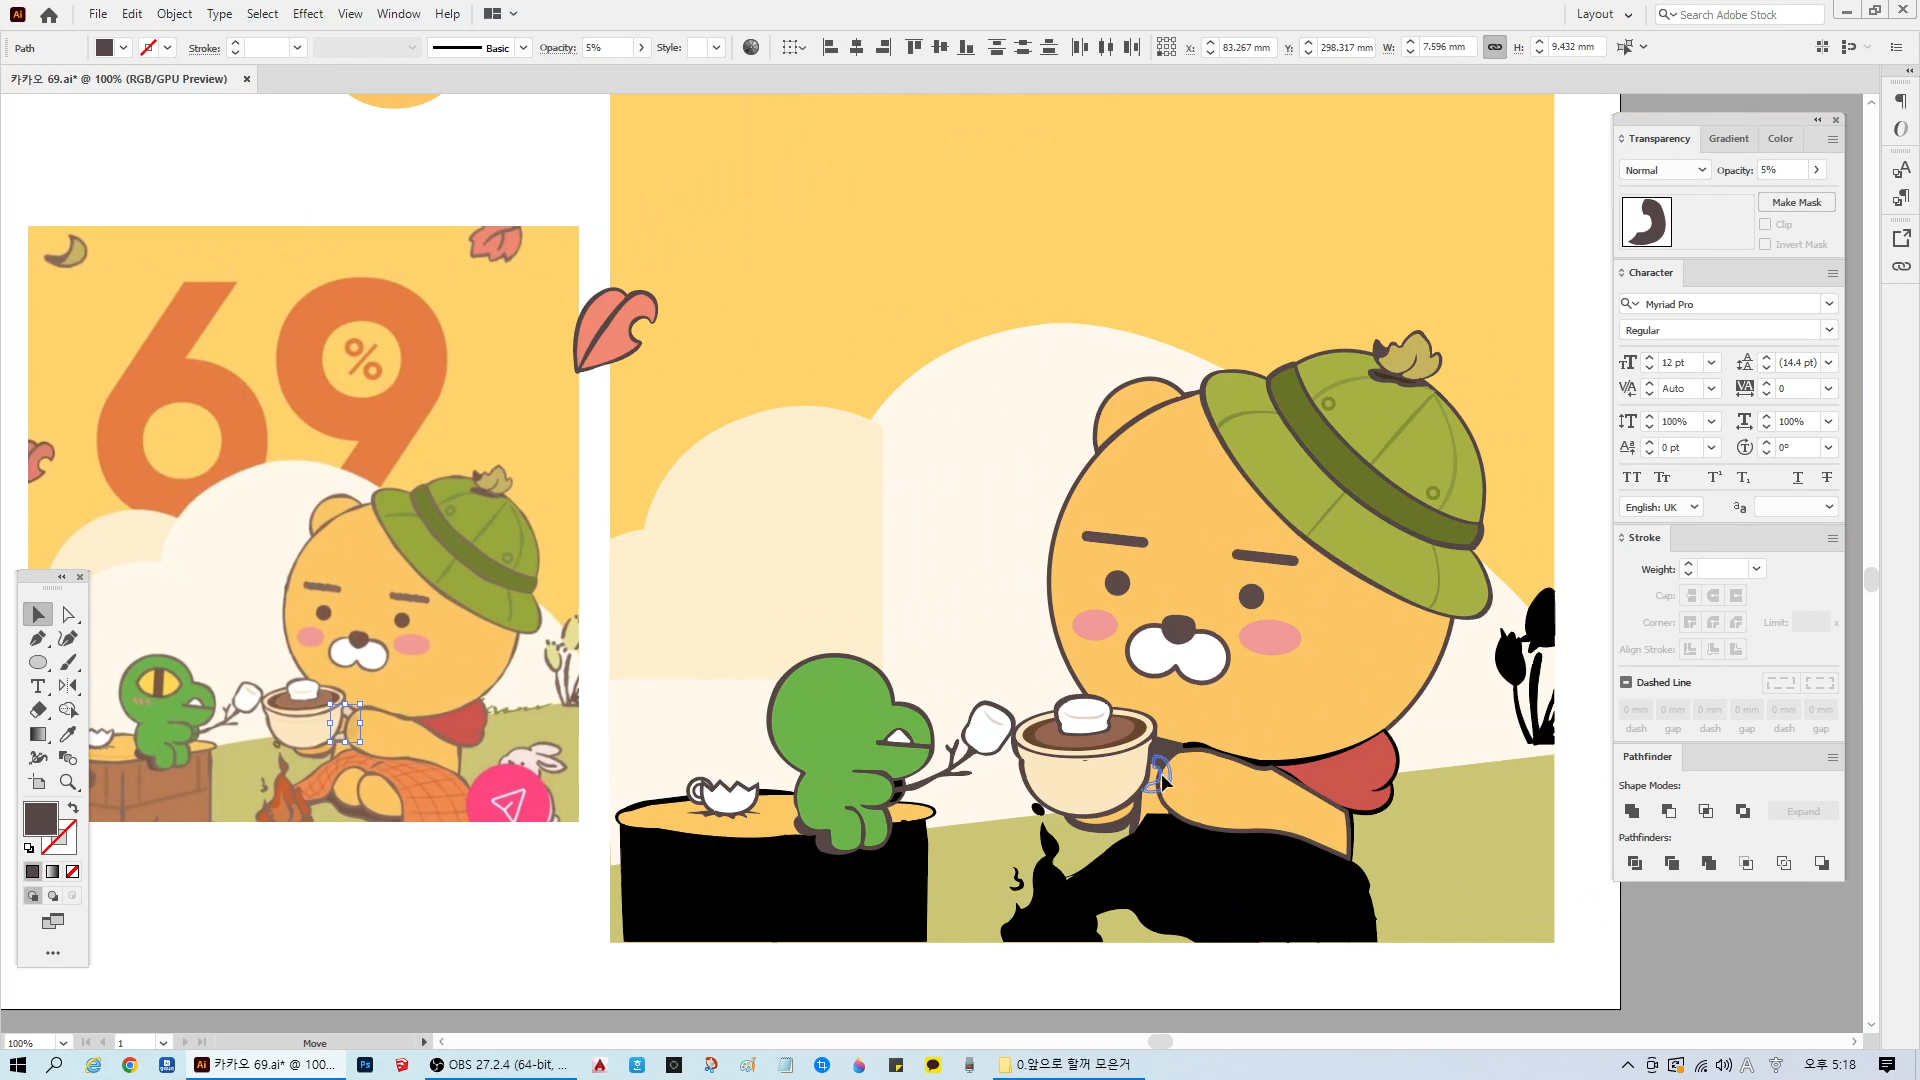 Ai File Edit Object Type Select Effect View Window Help Layout Search Adobe Stock
Path Stroke: Basic Opacity: 5% Style: X: 83.267 mm Y: 298.317 mm W: 7.596 mm H: 9.432 mm
카카오 69.ai* @ 100% (RGB/GPU Preview)
Transparency Gradient Color
Normal Opacity: 5%
Make Mask
Clip
Invert Mask
Character
Myriad Pro
Regular
12 pt (14.4 pt)
Auto 0
100% 100%
0 pt 0°
English: UK
Stroke
Weight:
Cap:
Corner: Limit: x
Align Stroke:
Dashed Line
0 mm 0 mm 0 mm 0 mm 0 mm 0 mm
dash gap dash gap dash gap
Pathfinder
Shape Modes:
Expand
Pathfinders:
69
%
100% 1 Move
Ai 카카오 69.ai* @ 100... Ps OBS 27.2.4 (64-bit, ... 0.앞으로 할꺼 모은거 A 오후 5:18